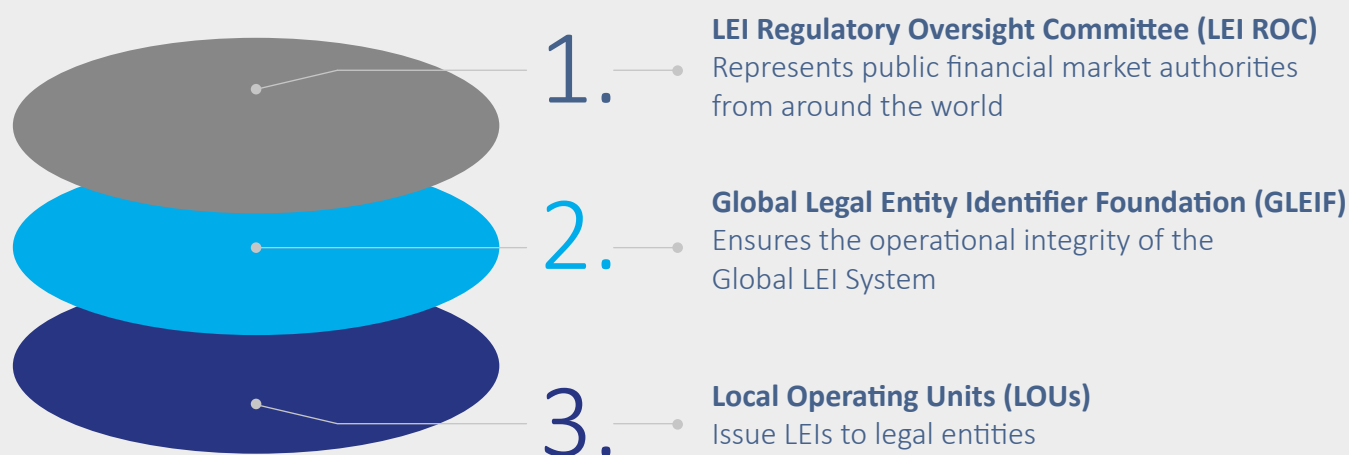 1.
LEI Regulatory Oversight Committee (LEI ROC)
Represents public financial market authorities
from around the world
2.
Global Legal Entity Identifier Foundation (GLEIF)
Ensures the operational integrity of the
Global LEI System
3.
Local Operating Units (LOUs)
Issue LEIs to legal entities